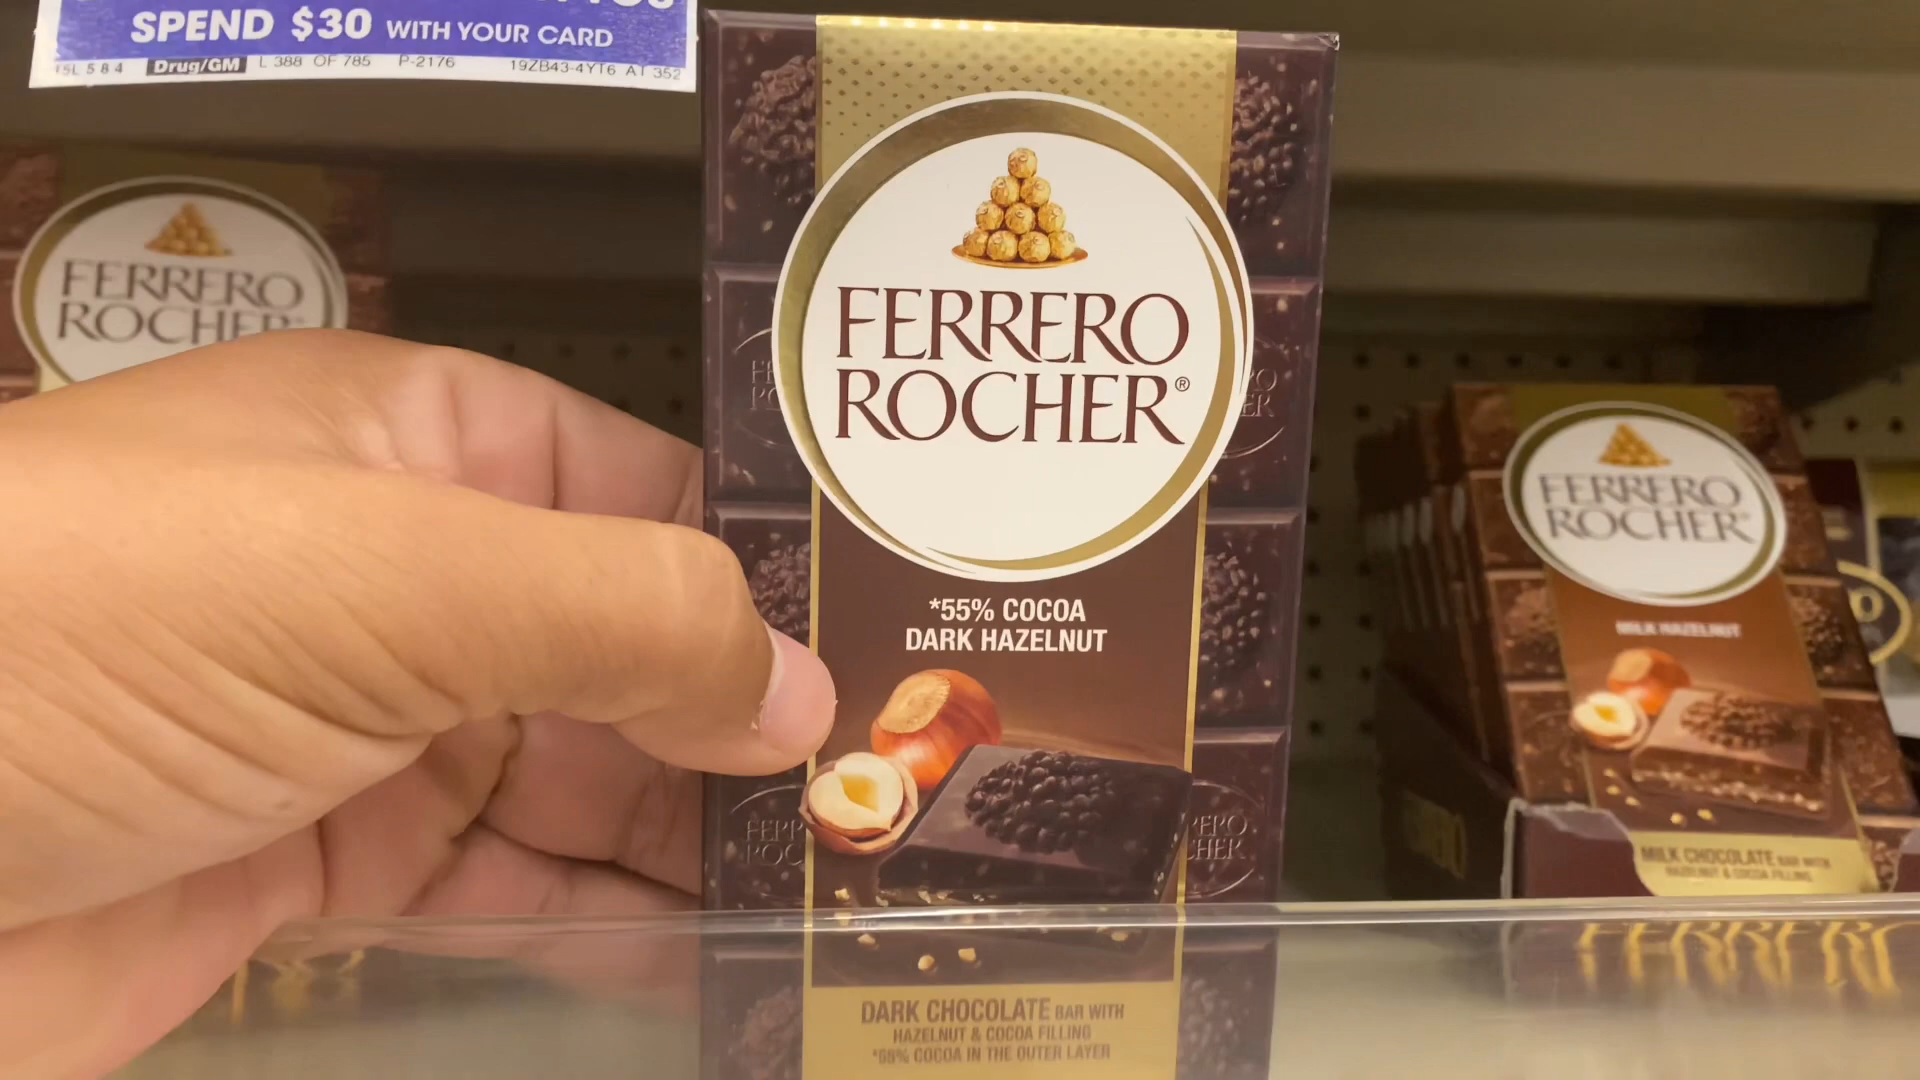 SPEND $30 WITH YOUR CARD
Drug/GM L 388 OF 785 P-2176 19ZB43-4YT6 A1 352
FERRERO
ROCHER
FERRERO
ROCHER®
*55% COCOA
DARK HAZELNUT
DARK CHOCOLATE BAR WITH
HAZELNUT & COCOA FILLING
*55% COCOA IN THE OUTER LAYER
FERRERO
ROCHER
MILK HAZELNUT
MILK CHOCOLATE BAR WITH
HAZELNUT & COCOA FILLING
FERRERO